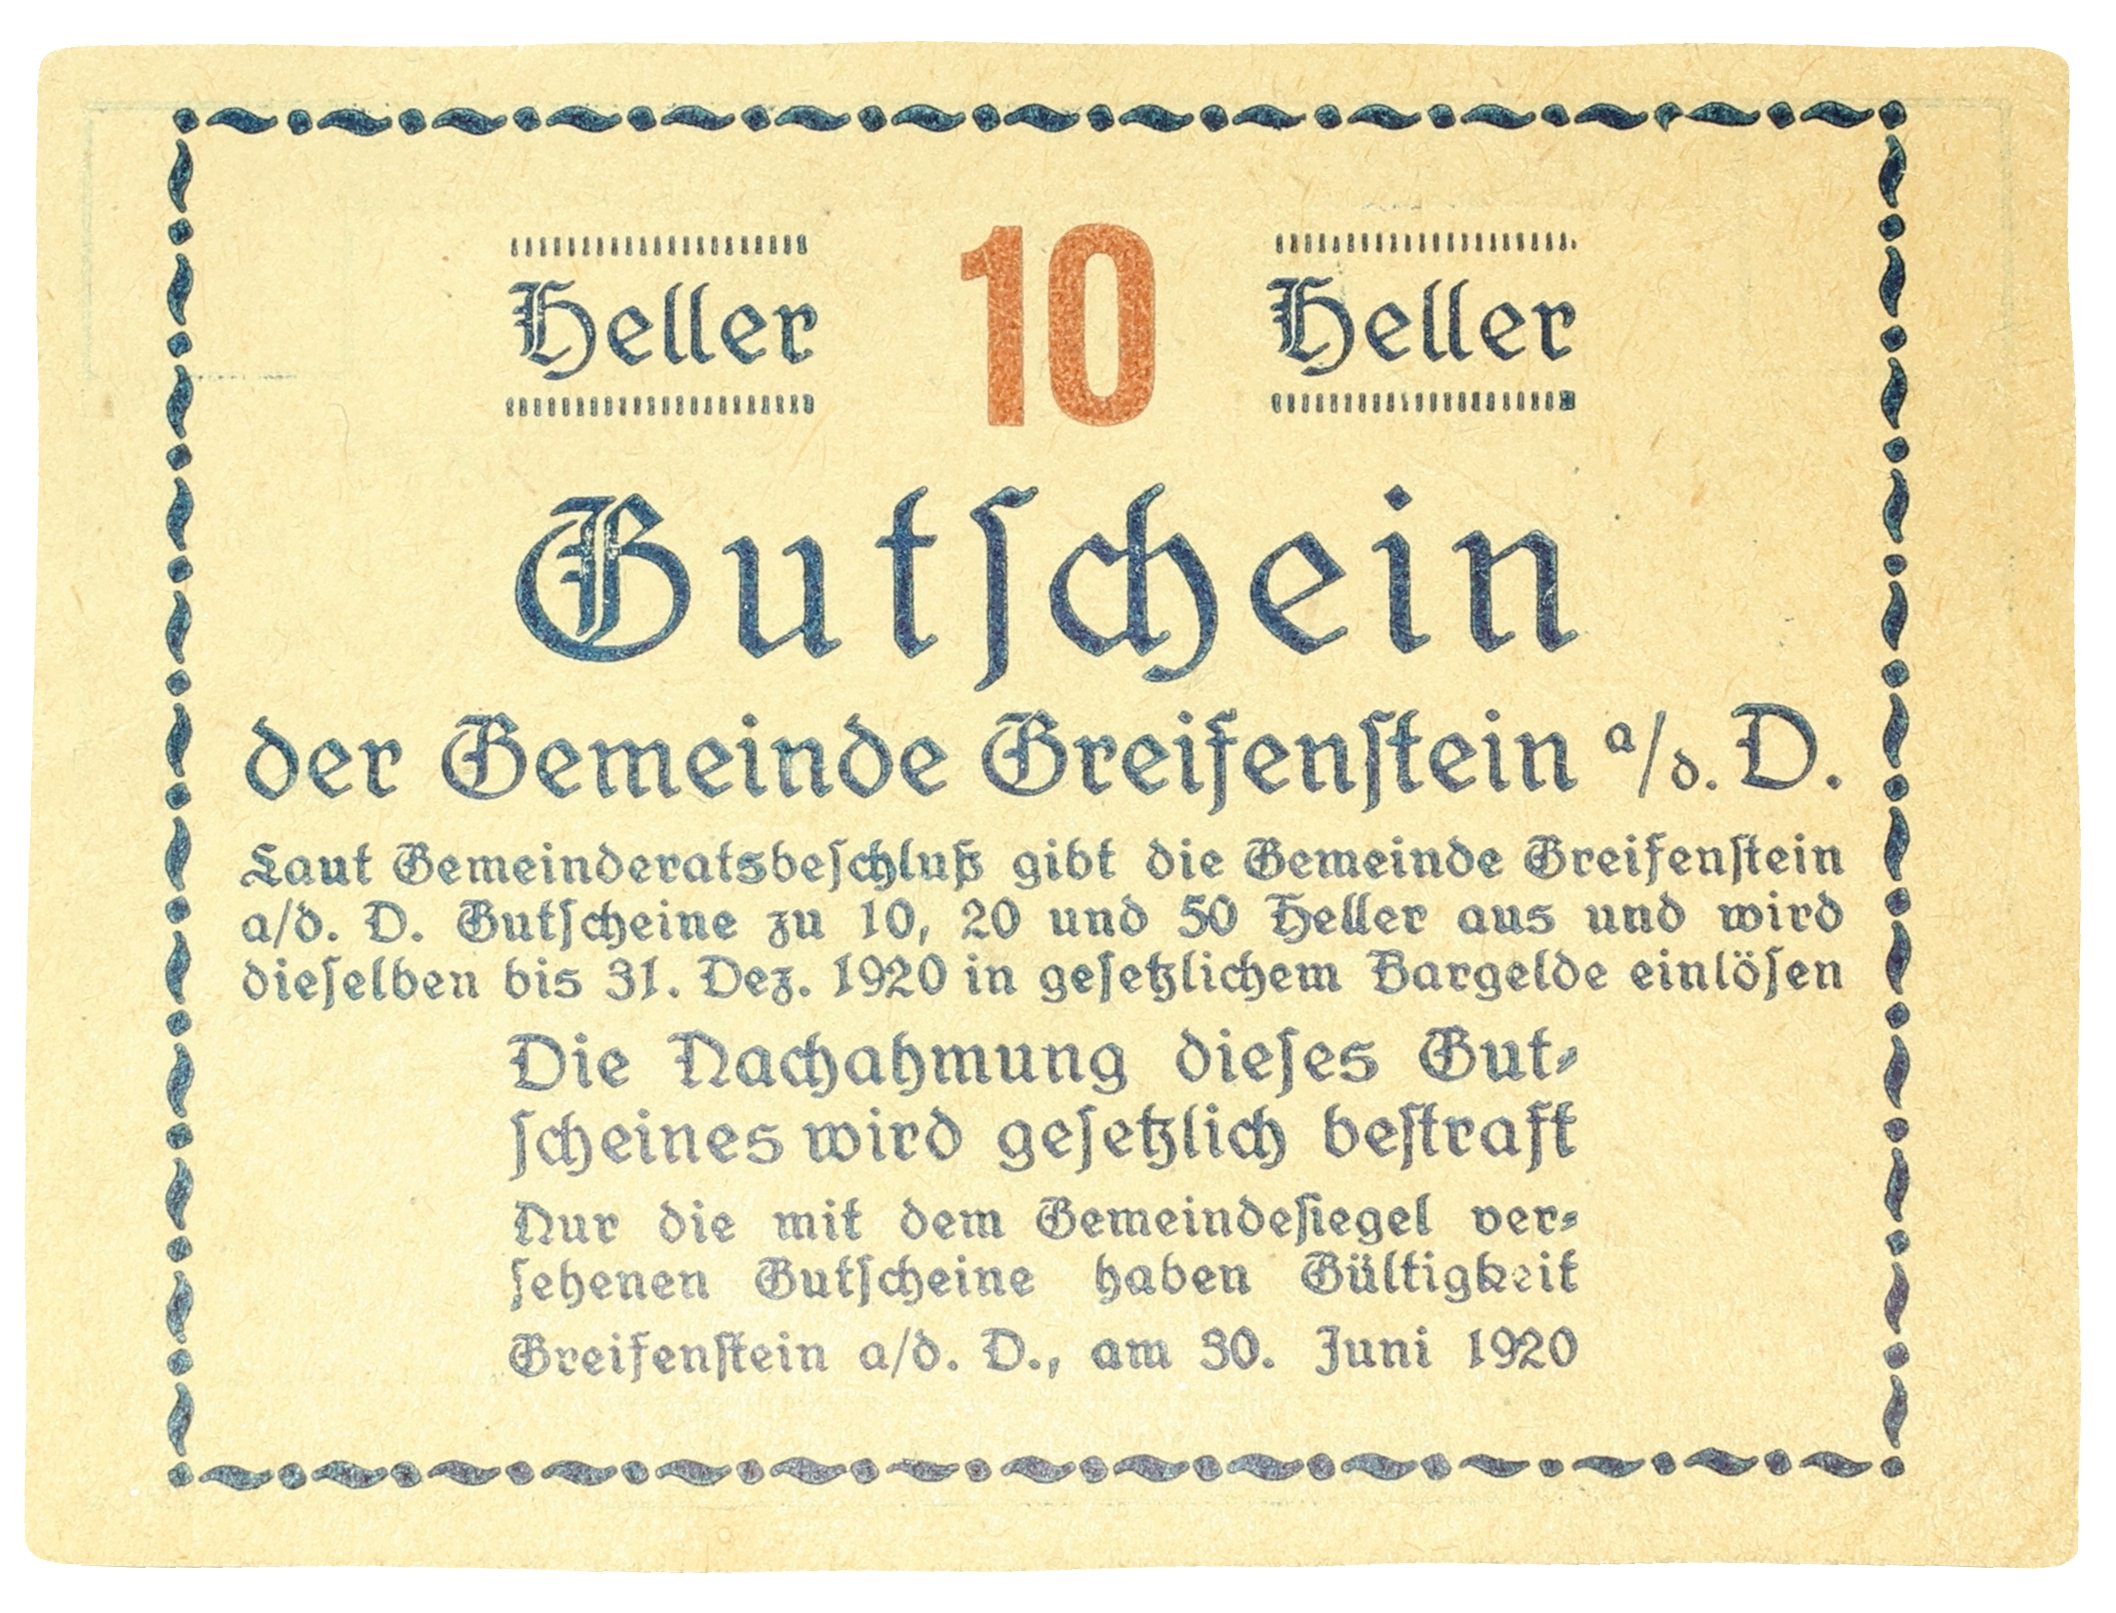 Heller 10 Heller
Gutschein
der Gemeinde Greifenstein a/d. D.
Laut Gemeinderatsbeschluß gibt die Gemeinde Greifenstein
a/d. D. Gutscheine zu 10, 20 und 50 Heller aus und wird
dieselben bis 31. Dez. 1920 in gesetzlichem Bargelde einlösen
Die Nachahmung dieses Gut-
scheines wird gesetzlich bestraft
Nur die mit dem Gemeindesiegel ver-
sehenen Gutscheine haben Gültigkeit
Greifenstein a/d. D., am 30. Juni 1920